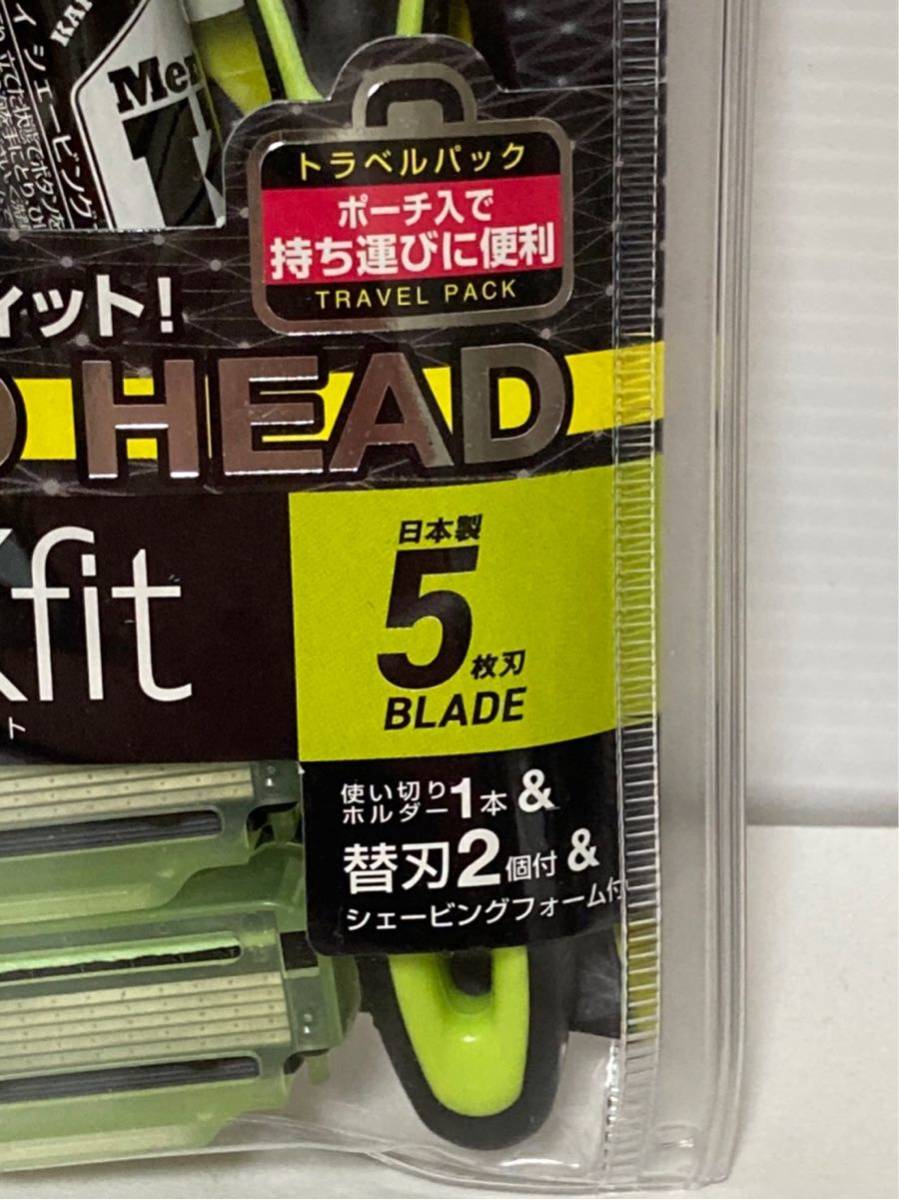 Men
トラベルパック
ポーチ入で
持ち運びに便利
TRAVEL PACK
ィット!
HEAD
fit
ト
日本製
5
枚刃
BLADE
使い切り
ホルダー1本 &
替刃2個付 &
シェービングフォーム付